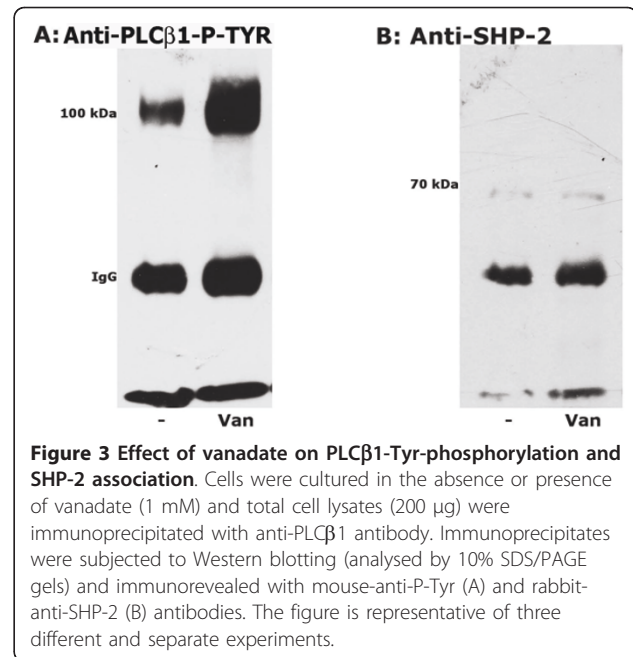 A: Anti-PLCβ1-P-TYR
B: Anti-SHP-2
100 kDa
IgG
- Van
70 kDa
- Van
Figure 3 Effect of vanadate on PLCβ1-Tyr-phosphorylation and
SHP-2 association. Cells were cultured in the absence or presence
of vanadate (1 mM) and total cell lysates (200 μg) were
immunoprecipitated with anti-PLCβ1 antibody. Immunoprecipitates
were subjected to Western blotting (analysed by 10% SDS/PAGE
gels) and immunorevealed with mouse-anti-P-Tyr (A) and rabbit-
anti-SHP-2 (B) antibodies. The figure is representative of three
different and separate experiments.